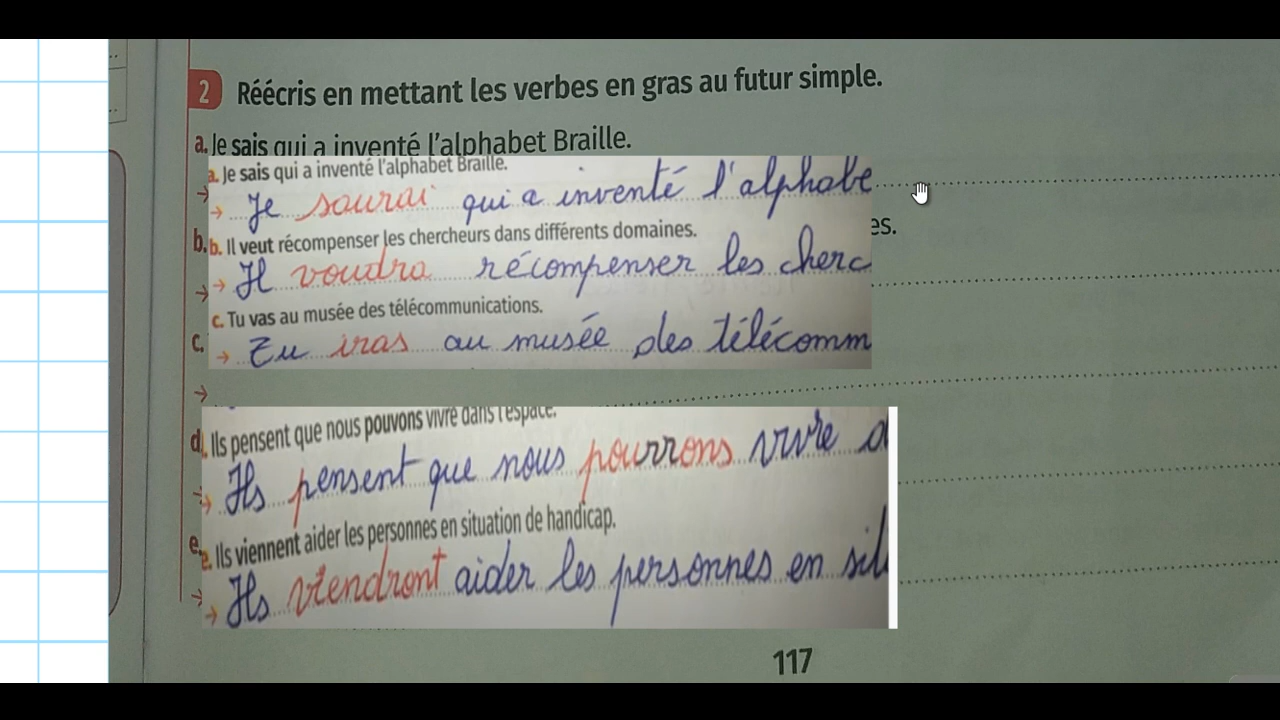 2 Réécris en mettant les verbes en gras au futur simple.
a. Je sais qui a inventé l'alphabet Braille.
a. Je sais qui a inventé l'alphabet Braille.
→ Je saurai qui a inventé l'alphabe
b. b. Il veut récompenser les chercheurs dans différents domaines. es.
→ Il voudra récompenser les cherc
c. Tu vas au musée des télécommunications.
c. → Tu iras au musée des télécomm
→
d. Ils pensent que nous pouvons vivre dans l'espace.
→ Ils pensent que nous pourrons vivre d
e. e. Ils viennent aider les personnes en situation de handicap.
→ Ils viendront aider les personnes en sit
117